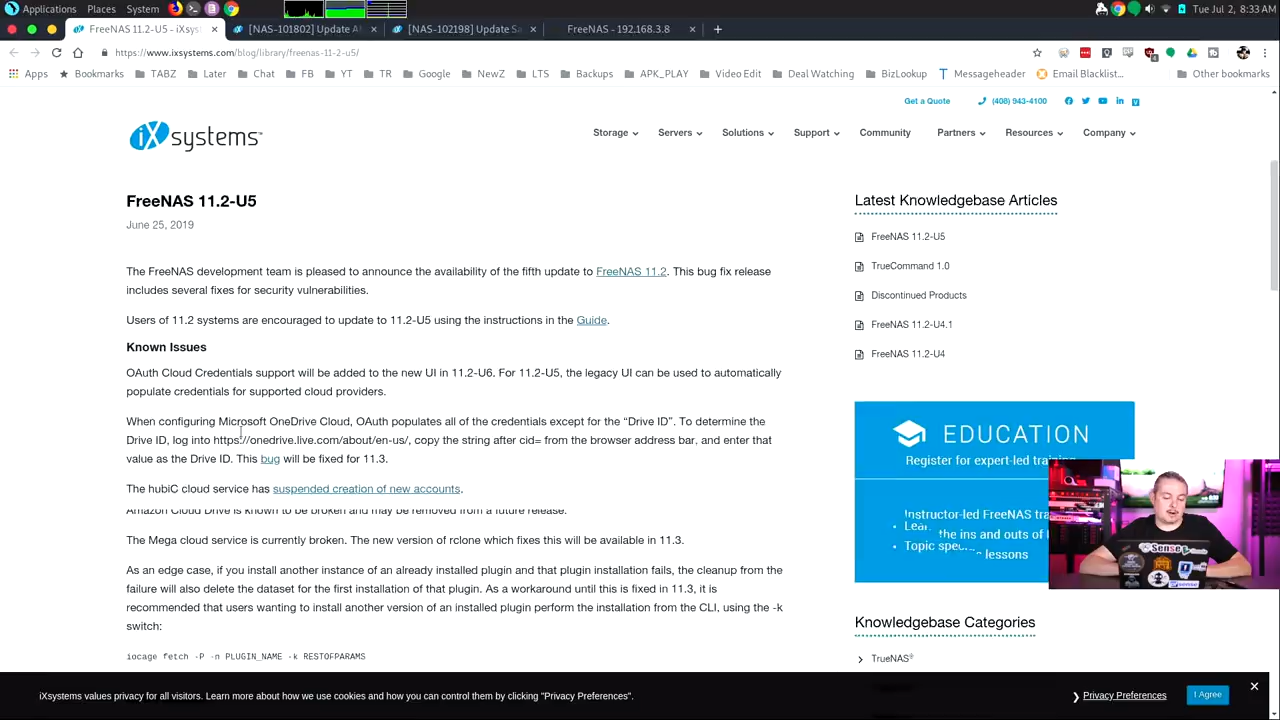 Applications Places System Tue Jul 2, 8:33 AM
FreeNAS 11.2-U5 - iXsyst [NAS-101802] Update A [NAS-102198] Update Sa FreeNAS - 192.168.3.8
https://www.ixsystems.com/blog/library/freenas-11-2-u5/
Apps Bookmarks TABZ Later Chat FB YT TR Google NewZ LTS Backups APK_PLAY Video Edit Deal Watching BizLookup Messageheader Email Blacklist... Other bookmarks
Get a Quote (408) 943-4100
iXsystems™
Storage Servers Solutions Support Community Partners Resources Company
FreeNAS 11.2-U5
June 25, 2019
The FreeNAS development team is pleased to announce the availability of the fifth update to FreeNAS 11.2. This bug fix release
includes several fixes for security vulnerabilities.
Users of 11.2 systems are encouraged to update to 11.2-U5 using the instructions in the Guide.
Known Issues
OAuth Cloud Credentials support will be added to the new UI in 11.2-U6. For 11.2-U5, the legacy UI can be used to automatically
populate credentials for supported cloud providers.
When configuring Microsoft OneDrive Cloud, OAuth populates all of the credentials except for the “Drive ID”. To determine the
Drive ID, log into https://onedrive.live.com/about/en-us/, copy the string after cid= from the browser address bar, and enter that
value as the Drive ID. This bug will be fixed for 11.3.
The hubiC cloud service has suspended creation of new accounts.
Amazon Cloud Drive is known to be broken and may be removed from a future release.
The Mega cloud service is currently broken. The new version of rclone which fixes this will be available in 11.3.
As an edge case, if you install another instance of an already installed plugin and that plugin installation fails, the cleanup from the
failure will also delete the dataset for the first installation of that plugin. As a workaround until this is fixed in 11.3, it is
recommended that users wanting to install another version of an installed plugin perform the installation from the CLI, using the -k
switch:
iocage fetch -P -n PLUGIN_NAME -k RESTOFPARAMS
Latest Knowledgebase Articles
FreeNAS 11.2-U5
TrueCommand 1.0
Discontinued Products
FreeNAS 11.2-U4.1
FreeNAS 11.2-U4
EDUCATION
Register for expert-led training
Instructor-led FreeNAS tra
Lear the ins and outs of
Topic spec lessons
Sense
Knowledgebase Categories
TrueNAS®
iXsystems values privacy for all visitors. Learn more about how we use cookies and how you can control them by clicking "Privacy Preferences".
Privacy Preferences
I Agree